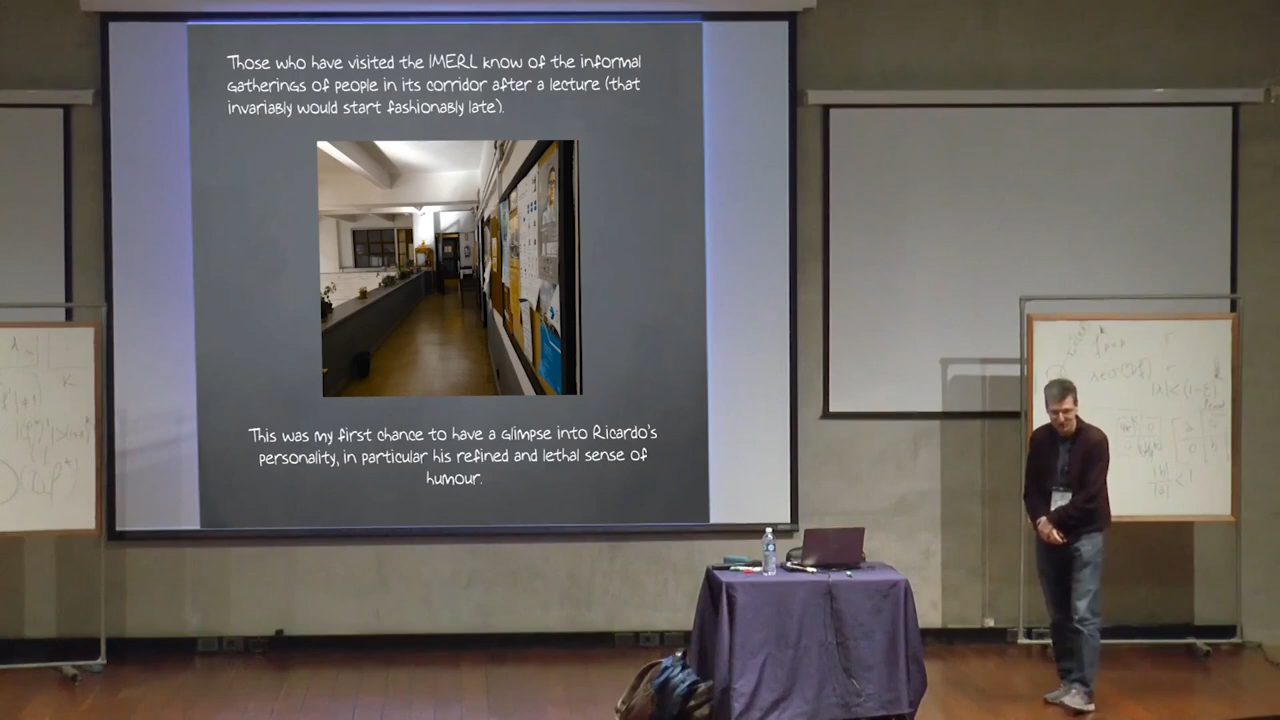 Those who have visited the IMERL know of the informal
gatherings of people in its corridor after a lecture (that
invariably would start fashionably late).
This was my first chance to have a glimpse into Ricardo's
personality, in particular his refined and lethal sense of
humour.